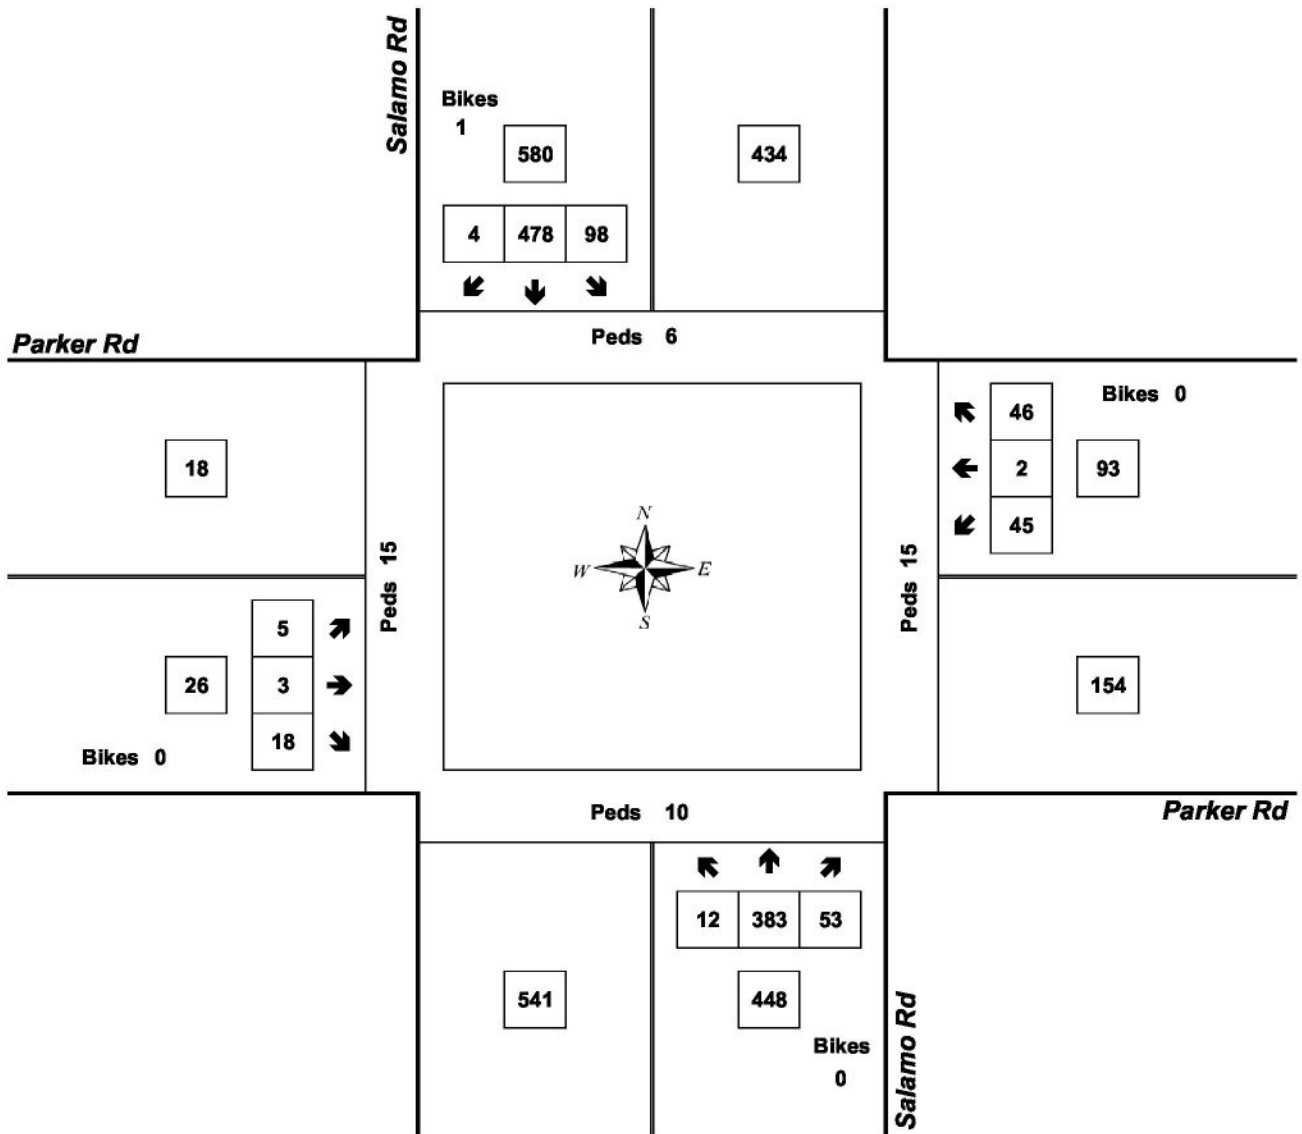 Salamo Rd
Bikes
1
580
434
4 478 98
Peds 6
Parker Rd
46
Bikes 0
18
2
93
45
N
W E
S
Peds 15
Peds 15
5
26
3
154
18
Bikes 0
Peds 10
Parker Rd
12 383 53
541
448
Bikes
0
Salamo Rd